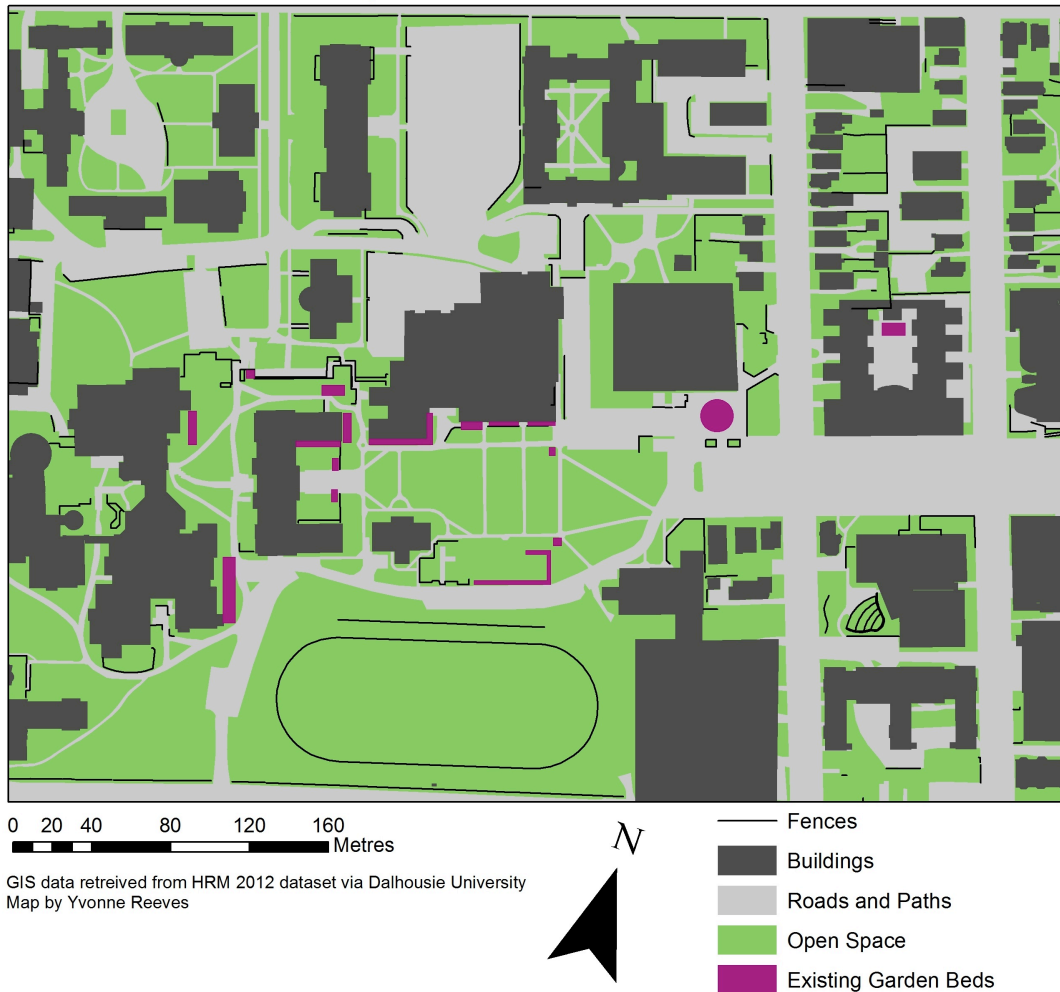 0 20 40 80 120 160
Metres
GIS data retreived from HRM 2012 dataset via Dalhousie University
Map by Yvonne Reeves
N
Fences
Buildings
Roads and Paths
Open Space
Existing Garden Beds